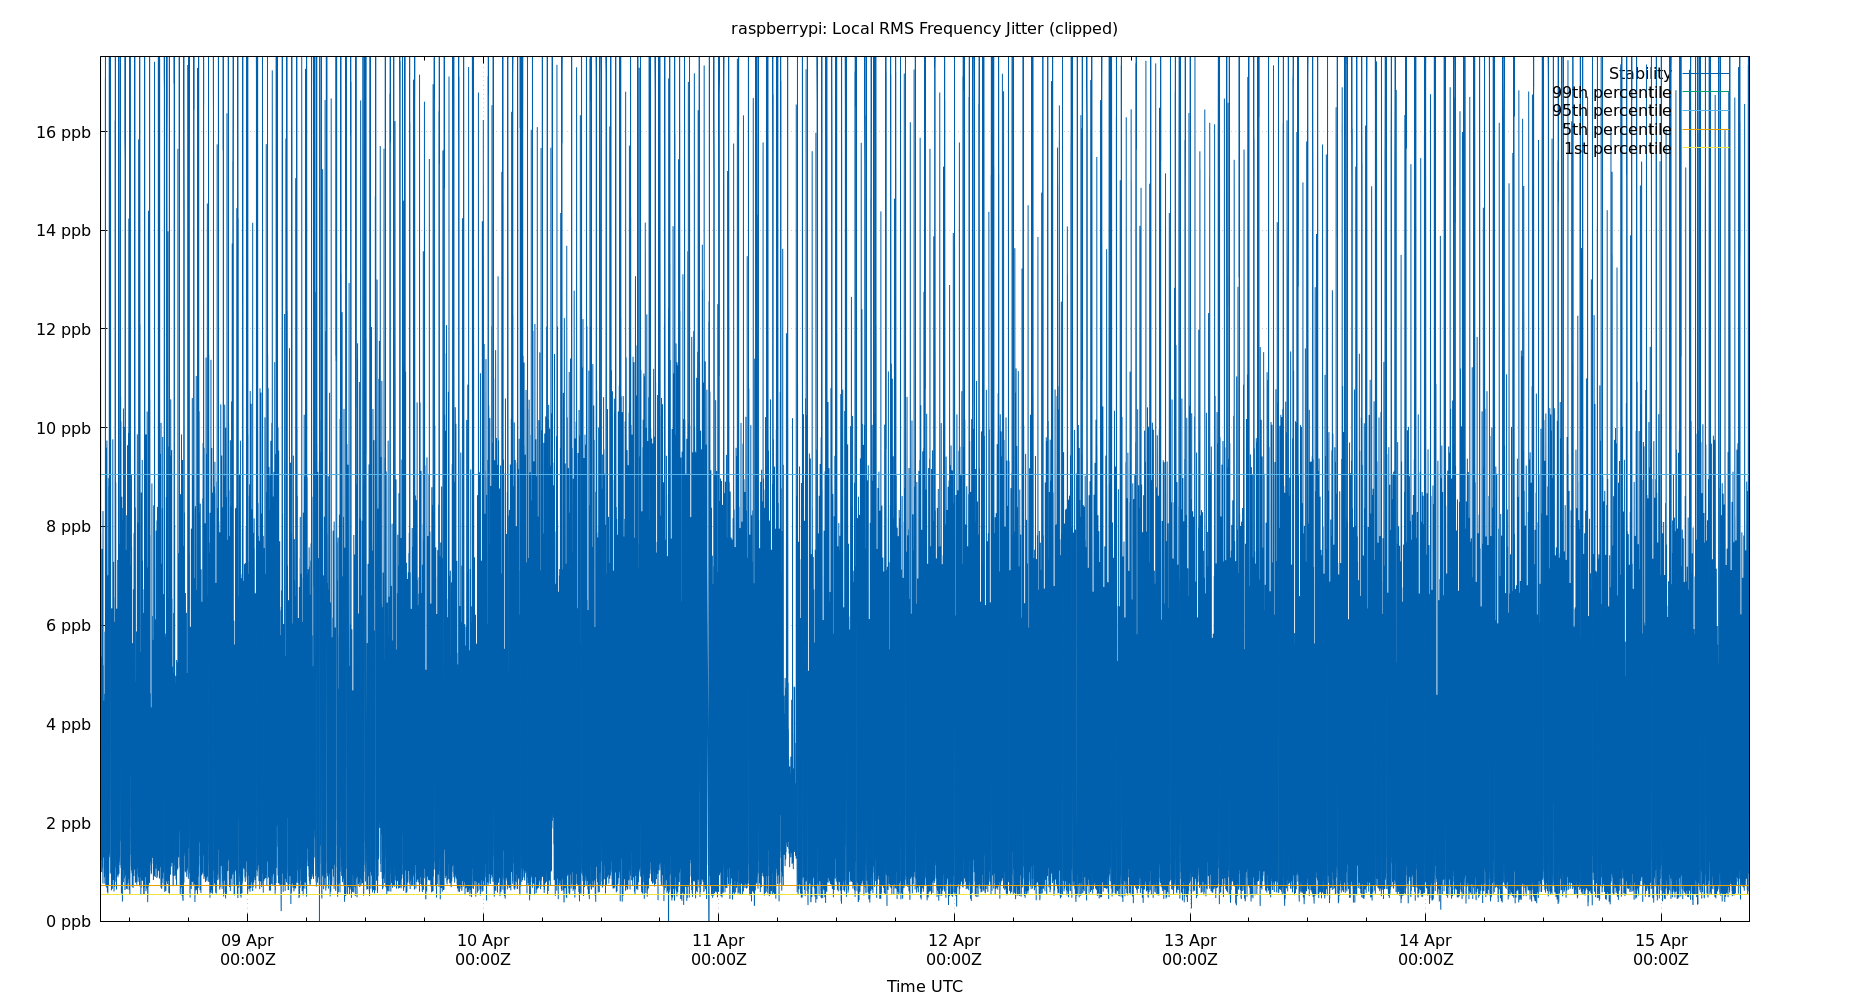 raspberrypi: Local RMS Frequency Jitter (clipped)
Stability
99th percentile
95th percentile
5th percentile
1st percentile
16 ppb
14 ppb
12 ppb
10 ppb
8 ppb
6 ppb
4 ppb
2 ppb
0 ppb
09 Apr 10 Apr 11 Apr 12 Apr 13 Apr 14 Apr 15 Apr
00:00Z 00:00Z 00:00Z 00:00Z 00:00Z 00:00Z 00:00Z
Time UTC